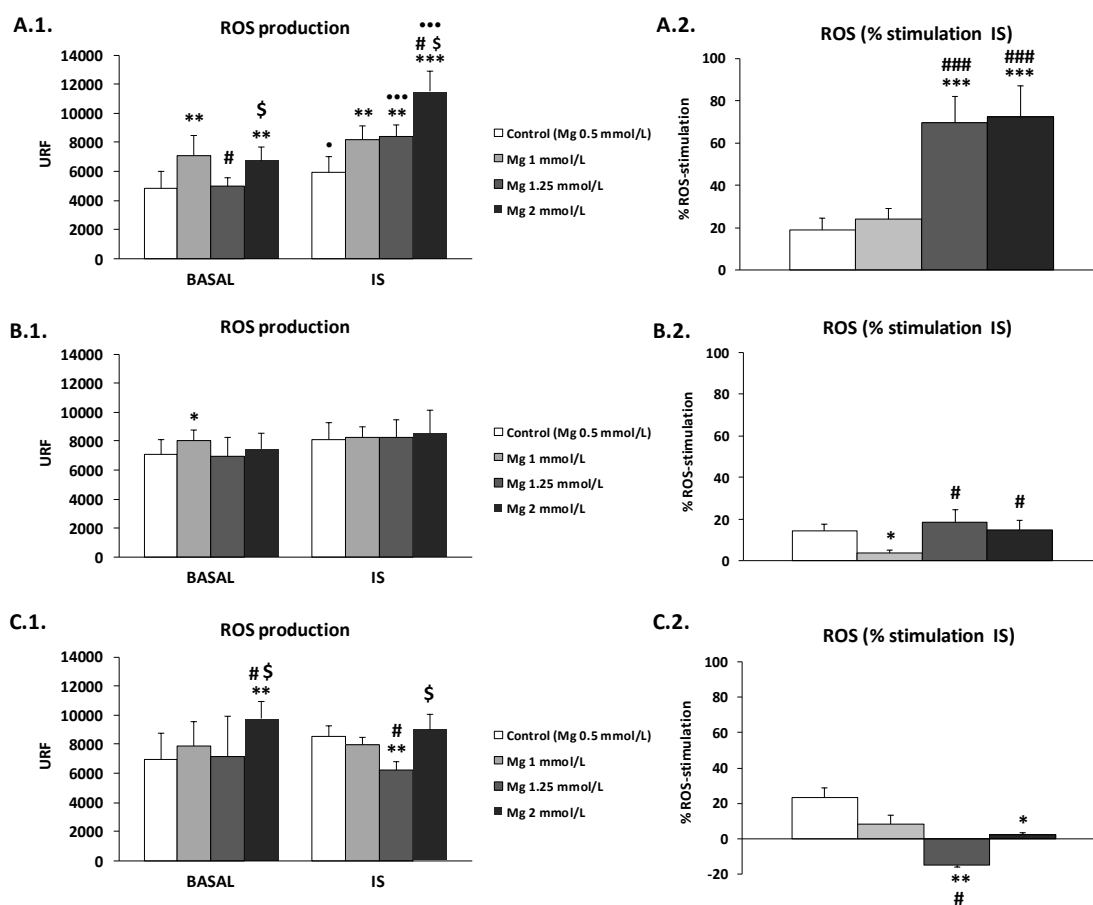 A.1.
ROS production
14000
12000
10000
8000
6000
4000
2000
0
URF
**
#
$
**
•
**
•••
**
•••
# $
***
BASAL
IS
Control (Mg 0.5 mmol/L)
Mg 1 mmol/L
Mg 1.25 mmol/L
Mg 2 mmol/L
A.2.
ROS (% stimulation IS)
100
80
60
40
20
0
% ROS-stimulation
###
***
###
***
B.1.
ROS production
14000
12000
10000
8000
6000
4000
2000
0
URF
*
BASAL
IS
Control (Mg 0.5 mmol/L)
Mg 1 mmol/L
Mg 1.25 mmol/L
Mg 2 mmol/L
B.2.
ROS (% stimulation IS)
100
80
60
40
20
0
% ROS-stimulation
*
#
#
C.1.
ROS production
14000
12000
10000
8000
6000
4000
2000
0
URF
# $
**
#
**
$
BASAL
IS
Control (Mg 0.5 mmol/L)
Mg 1 mmol/L
Mg 1.25 mmol/L
Mg 2 mmol/L
C.2.
ROS (% stimulation IS)
100
80
60
40
20
0
-20
% ROS-stimulation
**
#
*